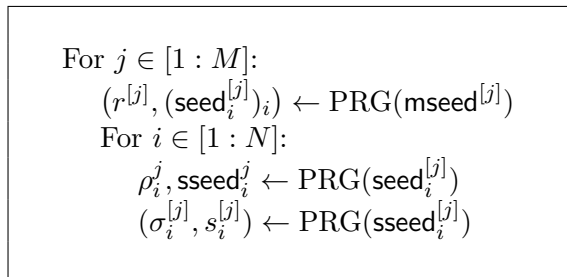 For j ∈ [1 : M]:
(r^{[j]}, (seed_i^{[j]})_i) ← PRG(mseed^{[j]})
For i ∈ [1 : N]:
ρ_i^j, sseed_i^j ← PRG(seed_i^{[j]})
(σ_i^{[j]}, s_i^{[j]}) ← PRG(sseed_i^{[j]})